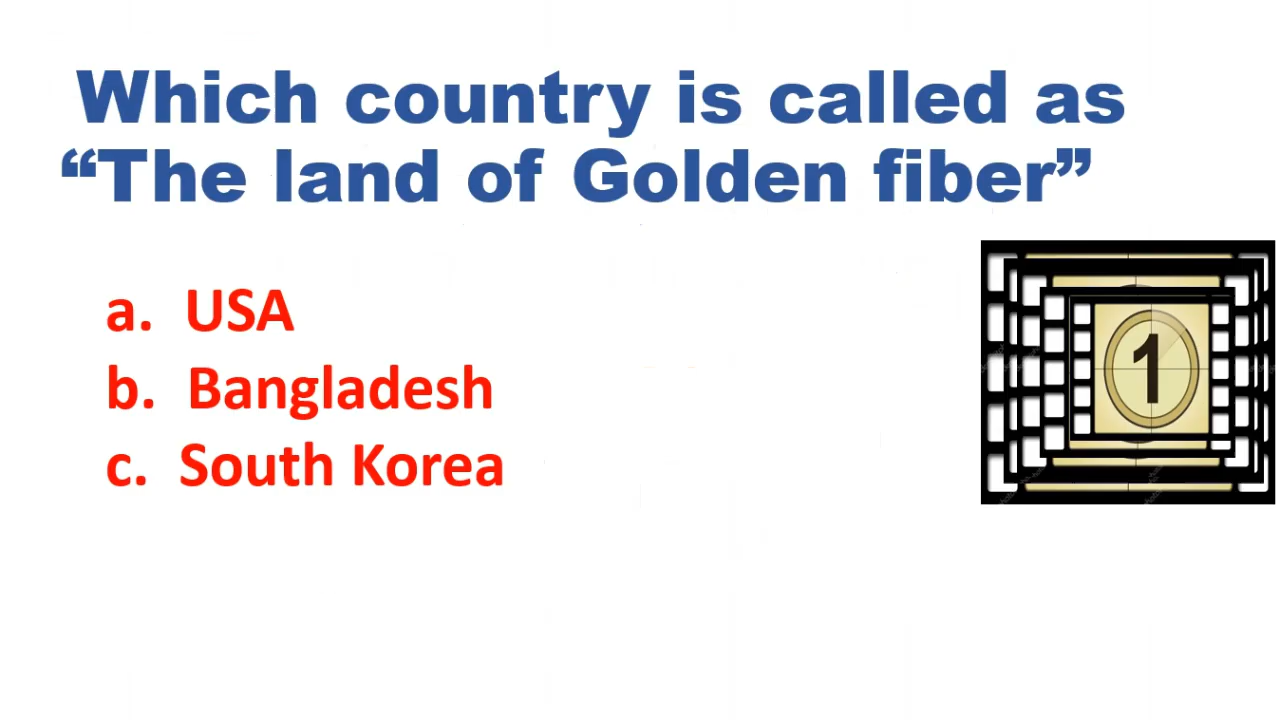 Which country is called as
“The land of Golden fiber”
a. USA
b. Bangladesh
c. South Korea
1